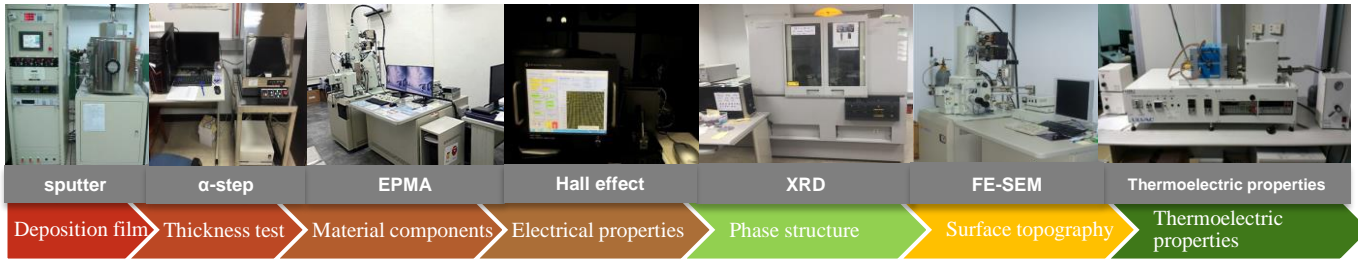 sputter
α-step
EPMA
Hall effect
XRD
FE-SEM
Thermoelectric properties
Deposition film
Thickness test
Material components
Electrical properties
Phase structure
Surface topography
Thermoelectric
properties